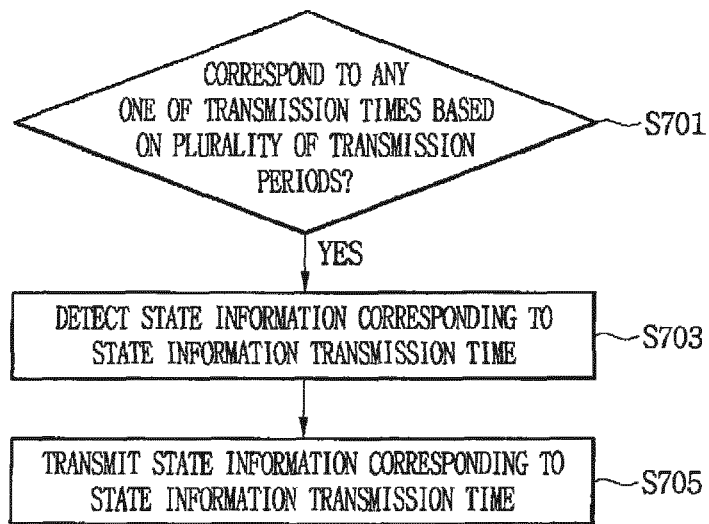 CORRESPOND TO ANY
ONE OF TRANSMISSION TIMES BASED
ON PLURALITY OF TRANSMISSION
PERIODS?
S701
YES
DETECT STATE INFORMATION CORRESPONDING TO
STATE INFORMATION TRANSMISSION TIME
S703
TRANSMIT STATE INFORMATION CORRESPONDING TO
STATE INFORMATION TRANSMISSION TIME
S705